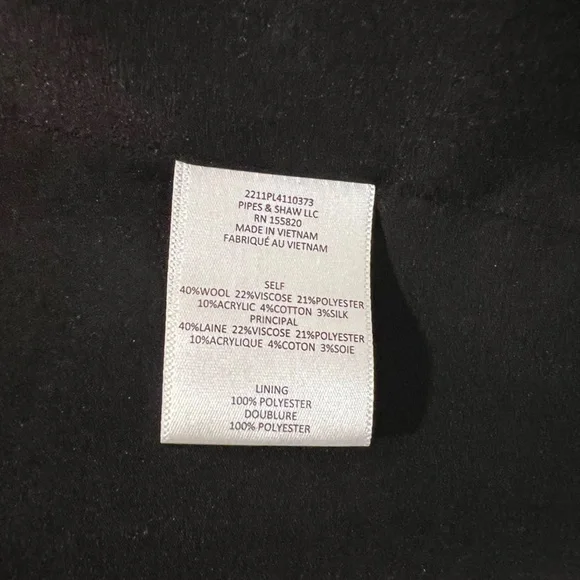 2211PL4110373
PIPES & SHAW LLC
RN 155820
MADE IN VIETNAM
FABRIQUÉ AU VIETNAM
SELF
40%WOOL 22%VISCOSE 21%POLYESTER
10%ACRYLIC 4%COTTON 3%SILK
PRINCIPAL
40%LAINE 22%VISCOSE 21%POLYESTER
10%ACRYLIQUE 4%COTON 3%SOIE
LINING
100% POLYESTER
DOUBLURE
100% POLYESTER